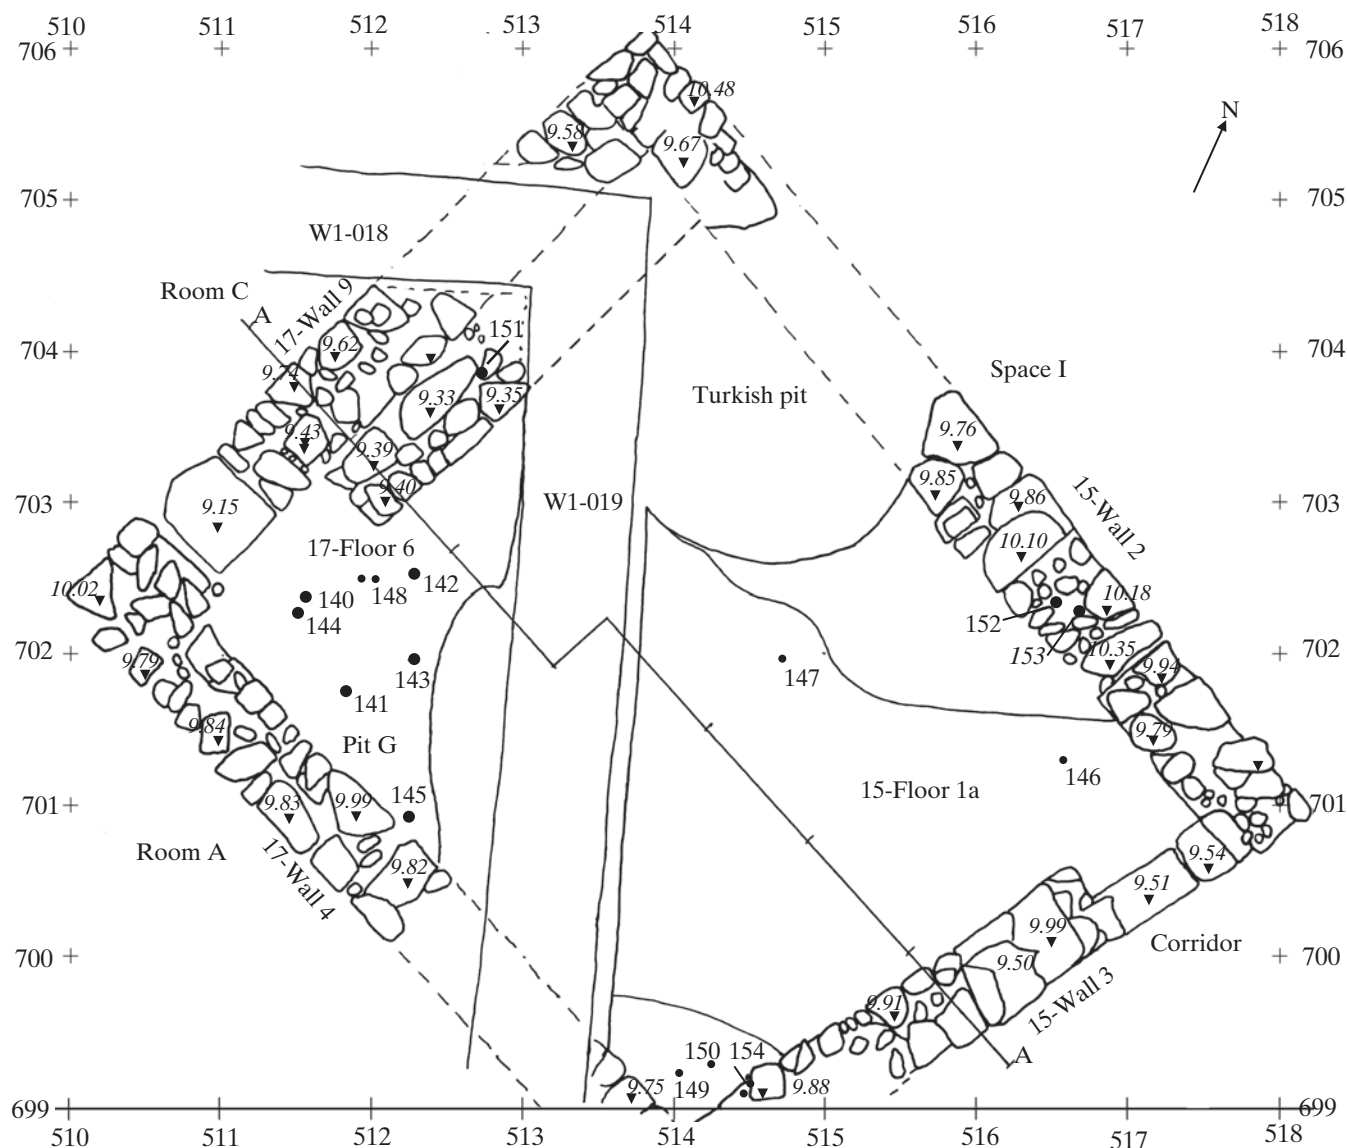 510 511 512 513 514 515 516 517 518
706 706
10.48
N
9.58
9.67
705 705
W1-018
Room C
A
17-Wall 9
151
704 9.62 704
Space I
9.74
9.33 9.35
Turkish pit
9.43
9.76
9.39
9.85
15-Wall 2
9.40
9.86
703 9.15 W1-019 703
17-Floor 6
10.10
142
10.02
140 148
10.18
144
152
702 153 10.35 702
9.79
143
147
9.94
141
9.84
9.79
Pit G
146
145
15-Floor 1a
701 9.83 9.99 701
Room A
9.82
9.54
17-Wall 4
9.51
9.99
Corridor
700 9.50 700
9.91
15-Wall 3
150 154
A
9.75 149 9.88
699 699
510 511 512 513 514 515 516 517 518